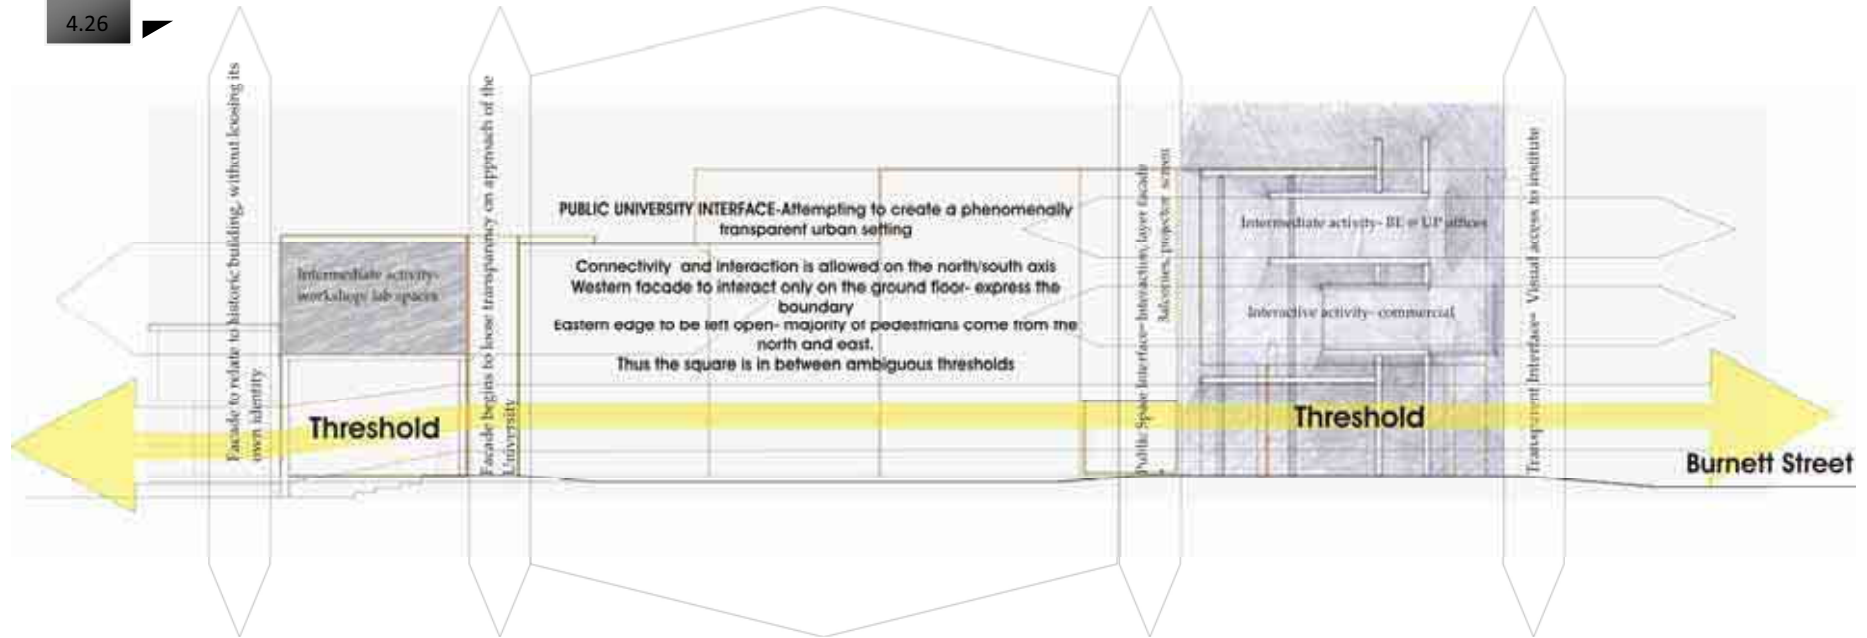 4.26
Facade to relate to historic building, without loosing its
own identity
Intermediate activity-
workshop/ lab spaces
Threshold
Facade begins to lose transparency on approach of the
University
PUBLIC UNIVERSITY INTERFACE-Attempting to create a phenomenally
transparent urban setting
Connectivity and interaction is allowed on the north/south axis
Western facade to interact only on the ground floor- express the
boundary
Eastern edge to be left open- majority of pedestrians come from the
north and east.
Thus the square is in between ambiguous thresholds
Public Space Interface- Interaction, layer facade
Balconies, projector screen
Intermediate activity- BE @ UP offices
Interactive activity- commercial
Threshold
Transparent Interface- Visual access to institute
Burnett Street